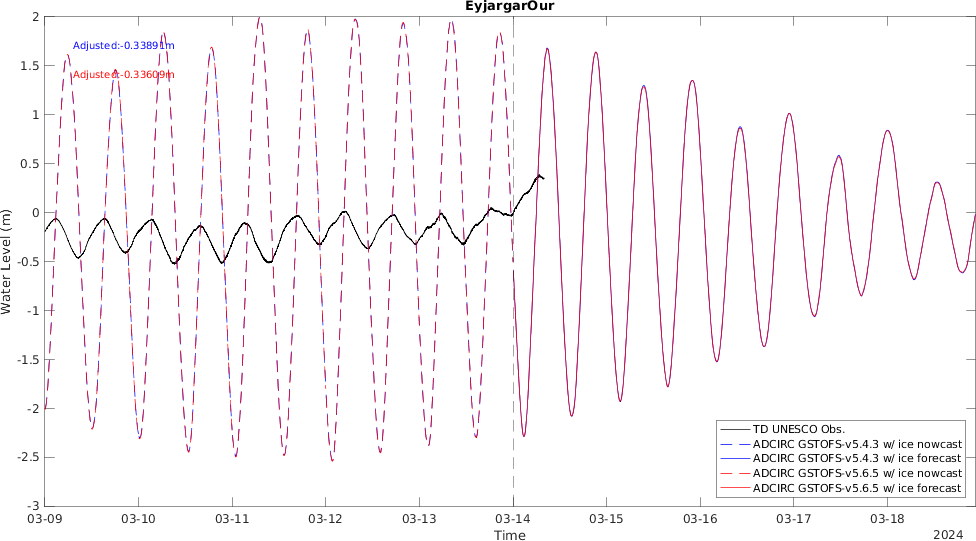 EyjargarOur
2
1.5
1
0.5
0
-0.5
-1
-1.5
-2
-2.5
-3
Water Level (m)
Adjusted:-0.33891m
Adjusted:-0.33609m
TD UNESCO Obs.
ADCIRC GSTOFS-v5.4.3 w/ ice nowcast
ADCIRC GSTOFS-v5.4.3 w/ ice forecast
ADCIRC GSTOFS-v5.6.5 w/ ice nowcast
ADCIRC GSTOFS-v5.6.5 w/ ice forecast
03-09 03-10 03-11 03-12 03-13 03-14 03-15 03-16 03-17 03-18
Time
2024